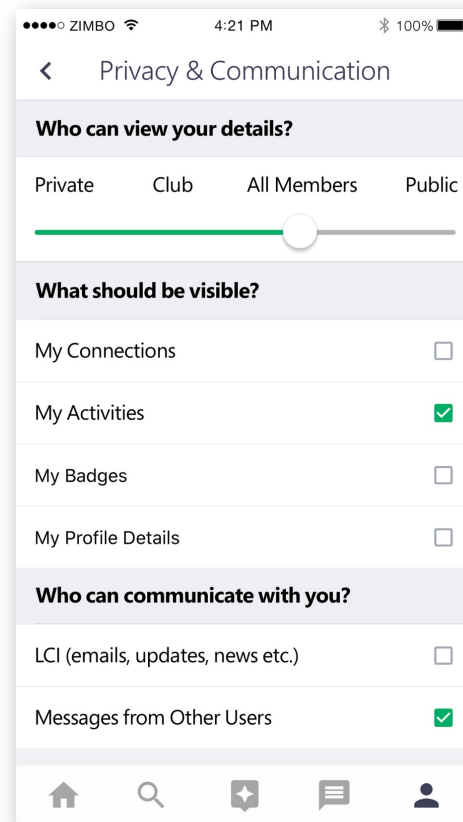 ZIMBO 4:21 PM 100%
Privacy & Communication
Who can view your details?
Private Club All Members Public
What should be visible?
My Connections
My Activities
My Badges
My Profile Details
Who can communicate with you?
LCI (emails, updates, news etc.)
Messages from Other Users